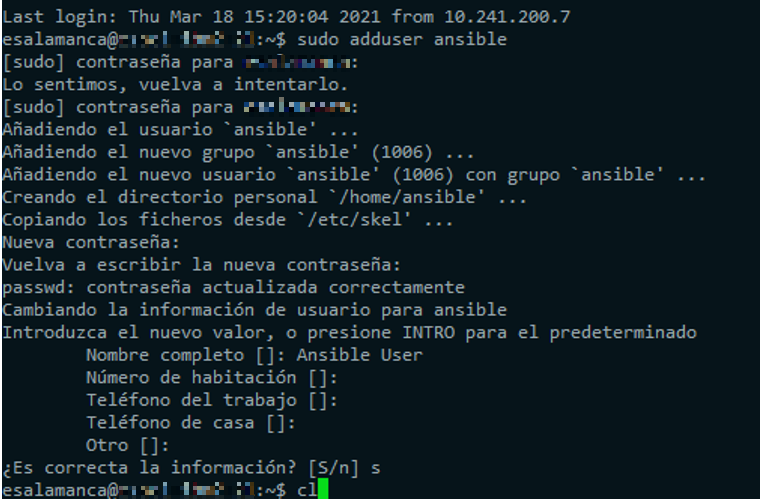 Last login: Thu Mar 18 15:20:04 2021 from 10.241.200.7
esalamanca@:~$ sudo adduser ansible
[sudo] contraseña para :
Lo sentimos, vuelva a intentarlo.
[sudo] contraseña para :
Añadiendo el usuario `ansible' ...
Añadiendo el nuevo grupo `ansible' (1006) ...
Añadiendo el nuevo usuario `ansible' (1006) con grupo `ansible' ...
Creando el directorio personal `/home/ansible' ...
Copiando los ficheros desde `/etc/skel' ...
Nueva contraseña:
Vuelva a escribir la nueva contraseña:
passwd: contraseña actualizada correctamente
Cambiando la información de usuario para ansible
Introduzca el nuevo valor, o presione INTRO para el predeterminado
Nombre completo []: Ansible User
Número de habitación []:
Teléfono del trabajo []:
Teléfono de casa []:
Otro []:
¿Es correcta la información? [S/n] s
esalamanca@:~$ cl